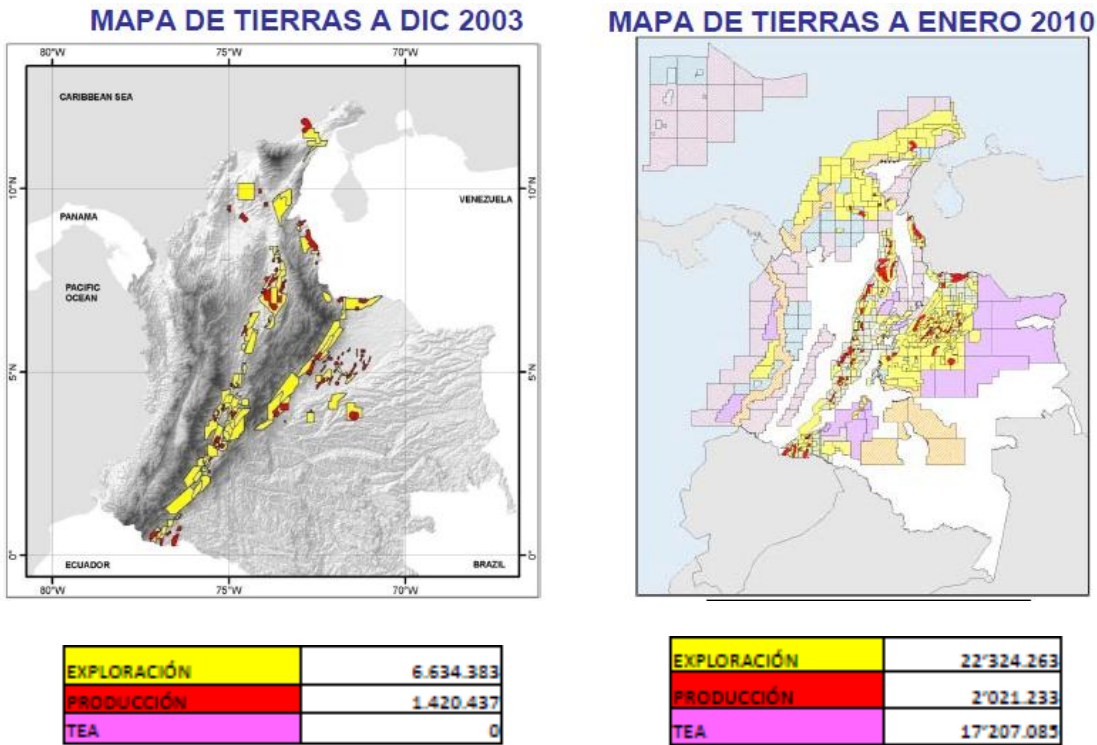 MAPA DE TIERRAS A DIC 2003
80°W 75°W 70°W
CARIBBEAN SEA
10°N 10°N
VENEZUELA
PANAMA
PACIFIC
OCEAN
5°N 5°N
0° 0°
ECUADOR BRAZIL
80°W 75°W 70°W
EXPLORACIÓN 6.634.383
PRODUCCIÓN 1.420.437
TEA 0
MAPA DE TIERRAS A ENERO 2010
EXPLORACIÓN 22'324.263
PRODUCCIÓN 2'021.233
TEA 17'207.085